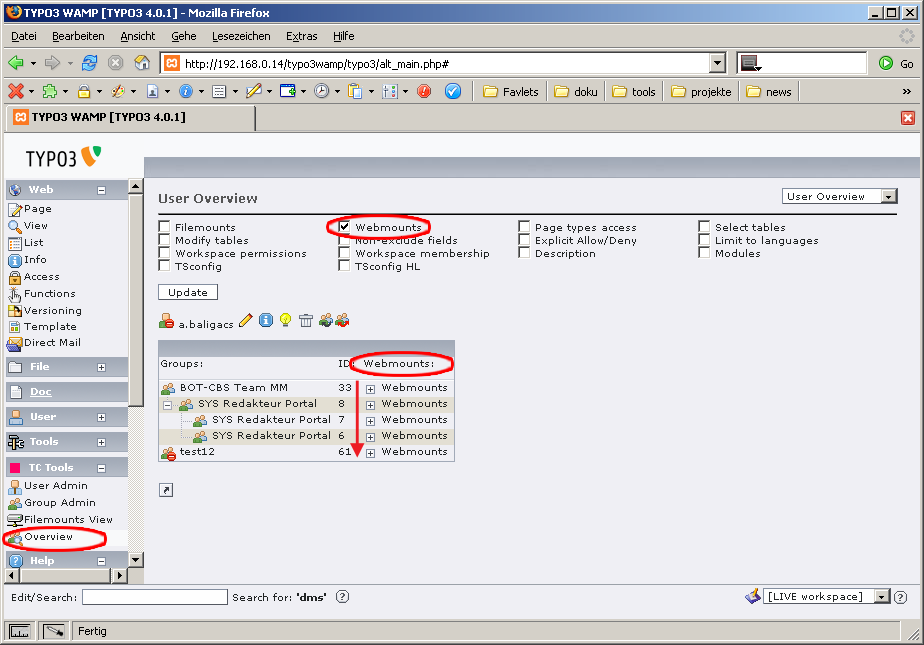 TYPO3 WAMP [TYPO3 4.0.1] - Mozilla Firefox
Datei Bearbeiten Ansicht Gehe Lesezeichen Extras Hilfe
http://192.168.0.14/typo3wamp/typo3/alt_main.php# Go
Favlets doku tools projekte news »
TYPO3 WAMP [TYPO3 4.0.1]
TYPO3
Web
Page
View
List
Info
Access
Functions
Versioning
Template
Direct Mail
File
Doc
User
Tools
TC Tools
User Admin
Group Admin
Filemounts View
Overview
Help
User Overview User Overview
Filemounts Webmounts Page types access Select tables
Modify tables Non-exclude fields Explicit Allow/Deny Limit to languages
Workspace permissions Workspace membership Description Modules
TSconfig TSconfig HL
Update
a.baligacs
Groups: ID: Webmounts:
BOT-CBS Team MM 33 Webmounts
SYS Redakteur Portal 8 Webmounts
SYS Redakteur Portal 7 Webmounts
SYS Redakteur Portal 6 Webmounts
test12 61 Webmounts
Edit/Search: Search for: 'dms' [LIVE workspace]
Fertig